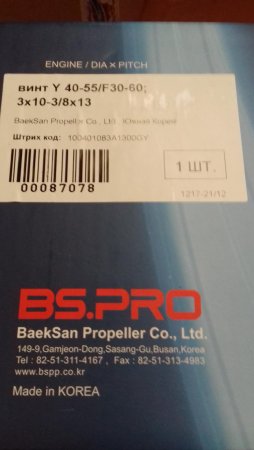 ENGINE / DIA X PITCH
винт Y 40-55/F30-60;
3x10-3/8x13
BaekSan Propeller Co., Ltd., Южная Корея
Штрих код: 100401083A1300GY
00087078
1 ШТ.
1217-21/12
BS.PRO
BaekSan Propeller Co., Ltd.
149-9,Gamjeon-Dong,Sasang-Gu,Busan,Korea
Tel : 82-51-311-4167 , Fax : 82-51-313-4983
www.bspp.co.kr
Made in KOREA